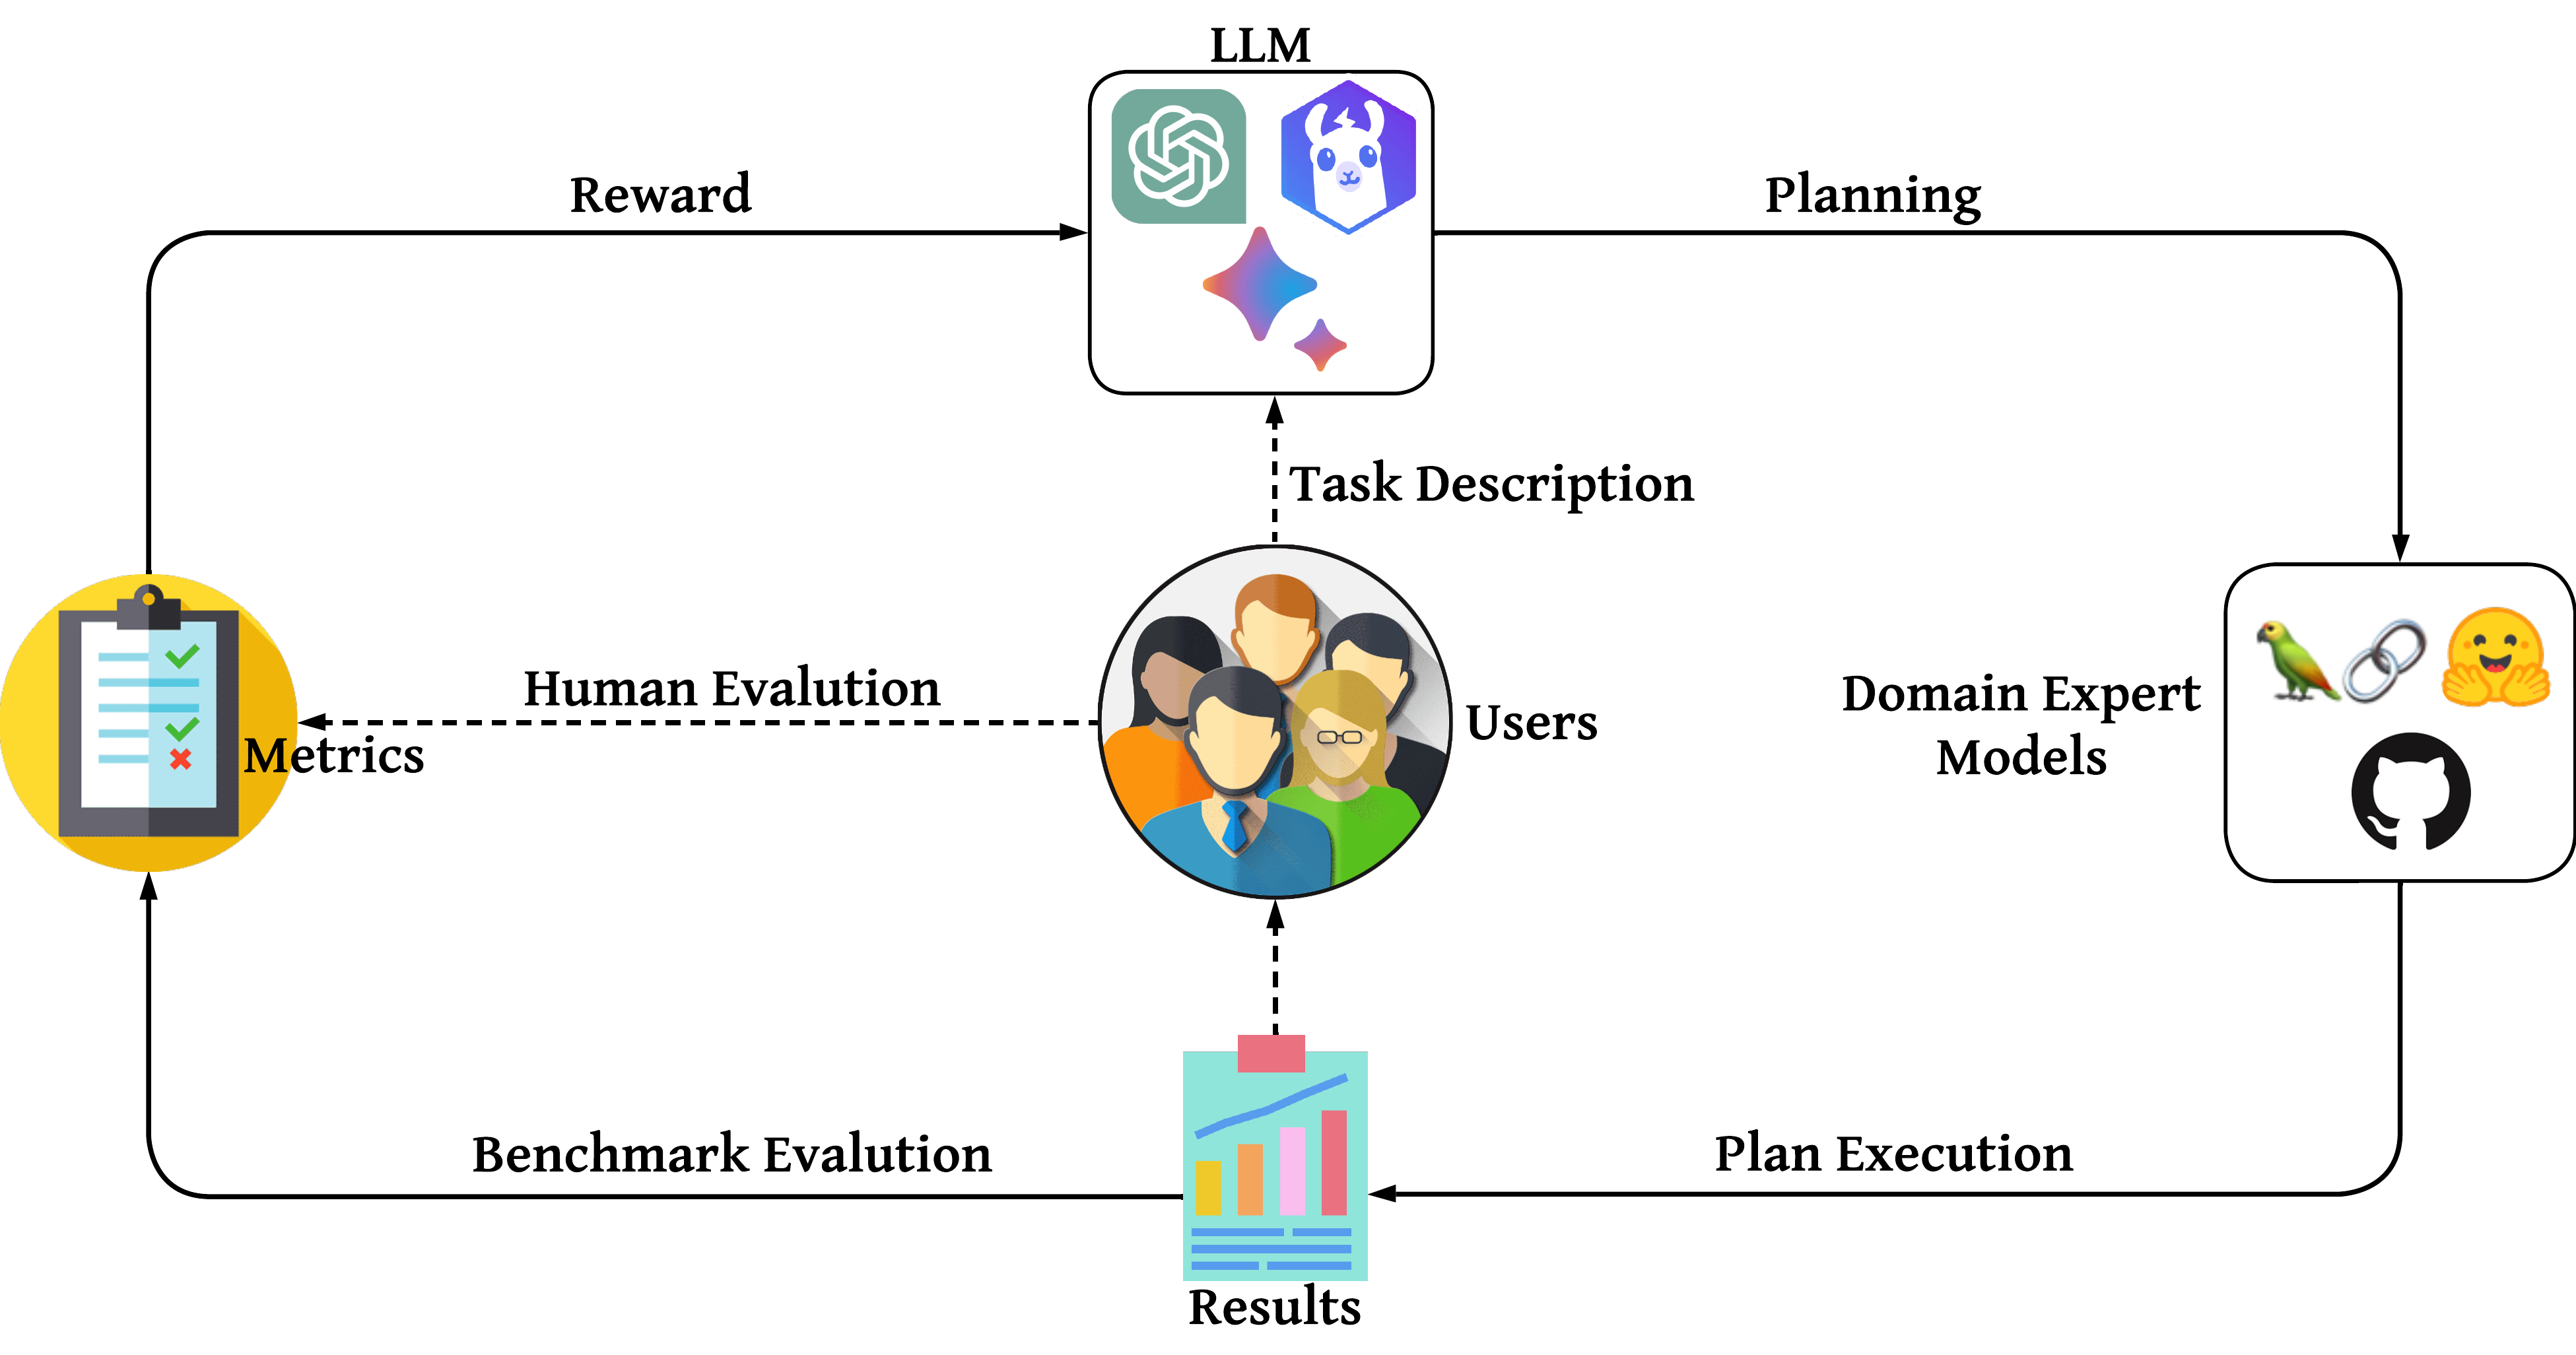 LLM
Reward
Planning
Task Description
Human Evalution
Metrics
Users
Domain Expert
Models
Benchmark Evalution
Plan Execution
Results